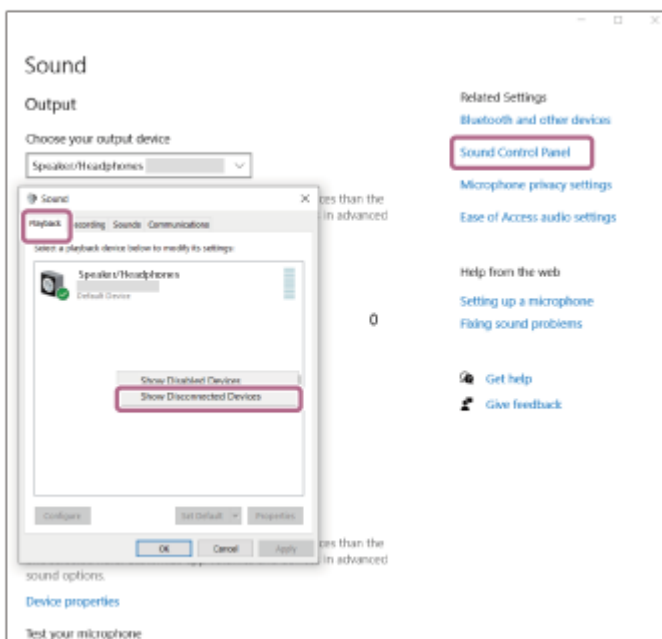 Sound
Output
Choose your output device
Speaker/Headphones
Sound
Playback Recording Sounds Communications
Select a playback device below to modify its settings:
Speaker/Headphones
Default Device
Show Disabled Devices
Show Disconnected Devices
Configure Set Default Properties
OK Cancel Apply
ces than the
in advanced
0
ces than the
in advanced
sound options.
Device properties
Test your microphone
Related Settings
Bluetooth and other devices
Sound Control Panel
Microphone privacy settings
Ease of Access audio settings
Help from the web
Setting up a microphone
Fixing sound problems
Get help
Give feedback